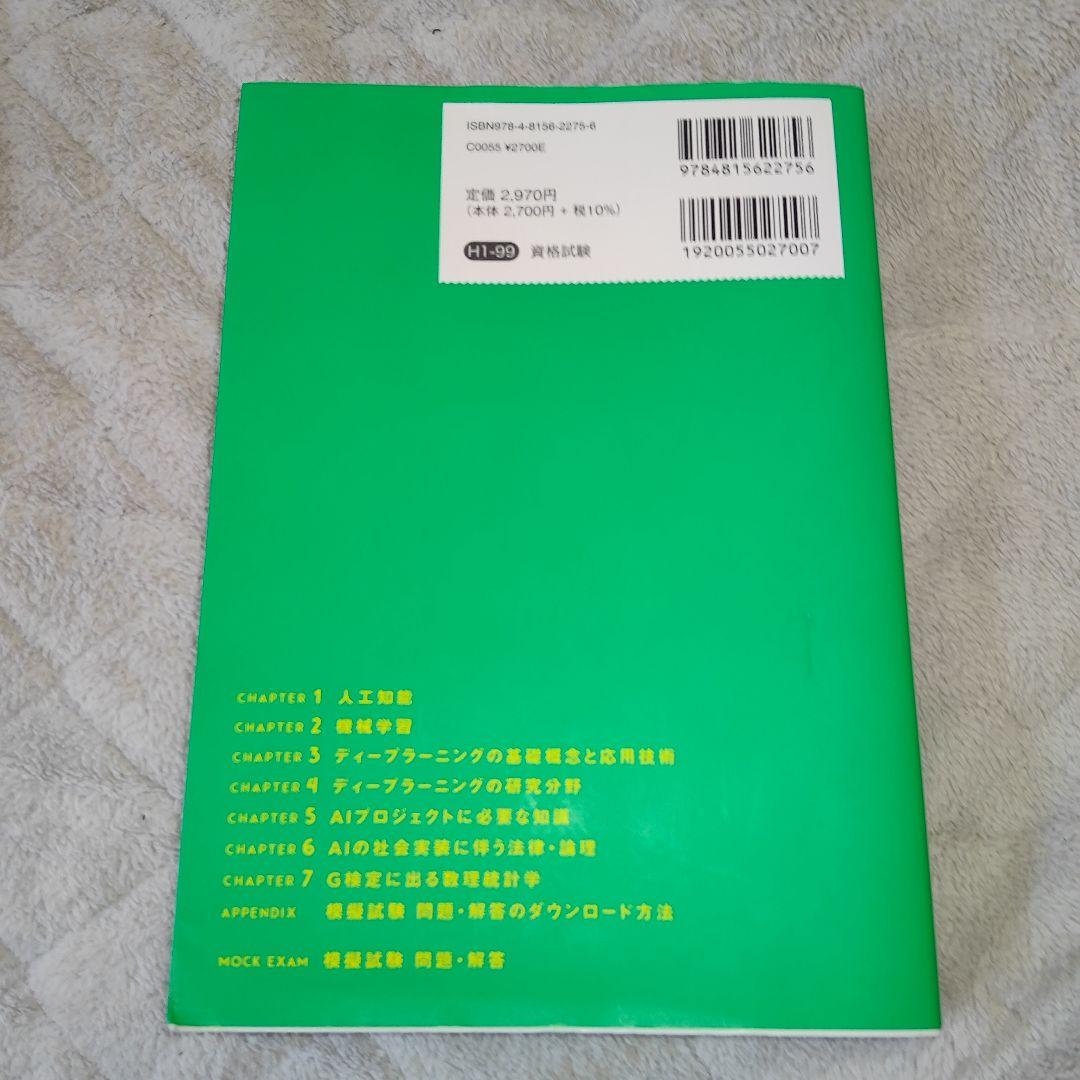 ISBN978-4-8156-2275-6
C0055 ¥2700E
9784815622756
定価 2,970円
(本体 2,700円 + 税10%)
1920055027007
H1-99 資格試験
CHAPTER 1 人工知能
CHAPTER 2 機械学習
CHAPTER 3 ディープラーニングの基礎概念と応用技術
CHAPTER 4 ディープラーニングの研究分野
CHAPTER 5 AIプロジェクトに必要な知識
CHAPTER 6 AIの社会実装に伴う法律・論理
CHAPTER 7 G検定に出る数理統計学
APPENDIX 模擬試験 問題・解答のダウンロード方法
MOCK EXAM 模擬試験 問題・解答